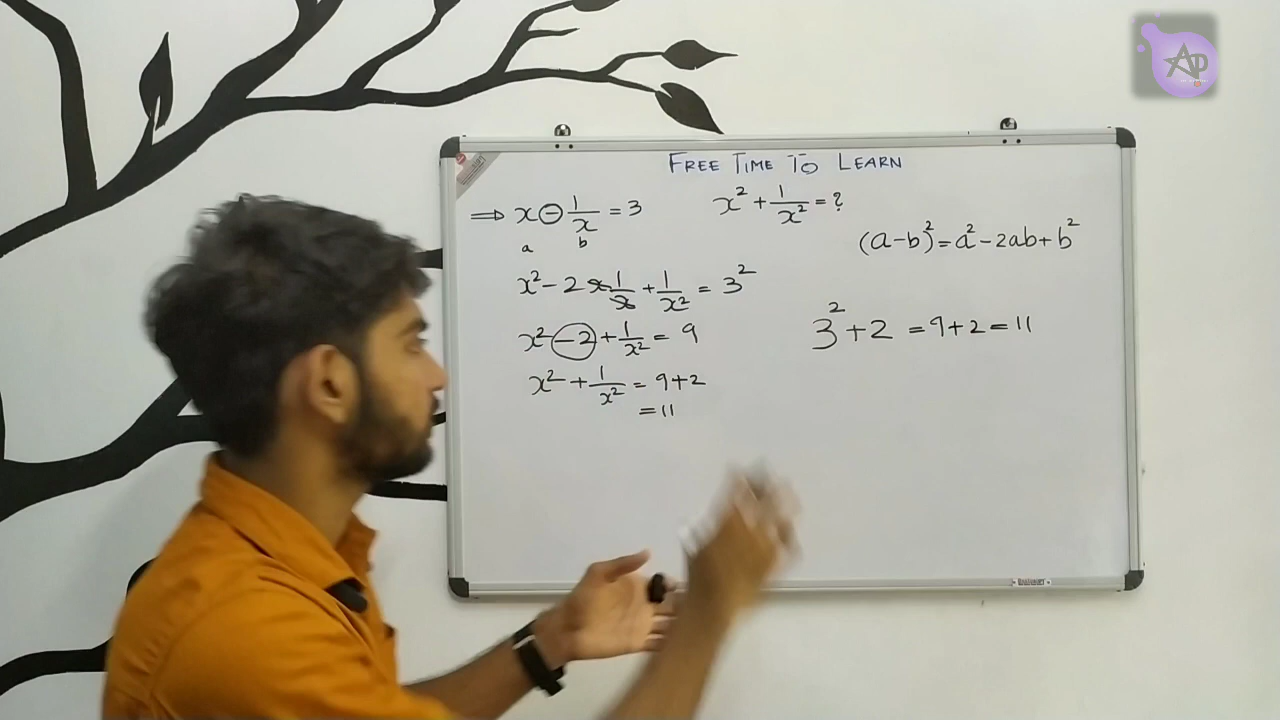 FREE TIME TO LEARN
⟹ x − 1/x = 3
a b
x² + 1/x² = ?
(a-b)² = a² - 2ab + b²
x² − 2 x 1/x + 1/x² = 3²
x² − 2 + 1/x² = 9
3² + 2 = 9 + 2 = 11
x² + 1/x² = 9 + 2
= 11
AP